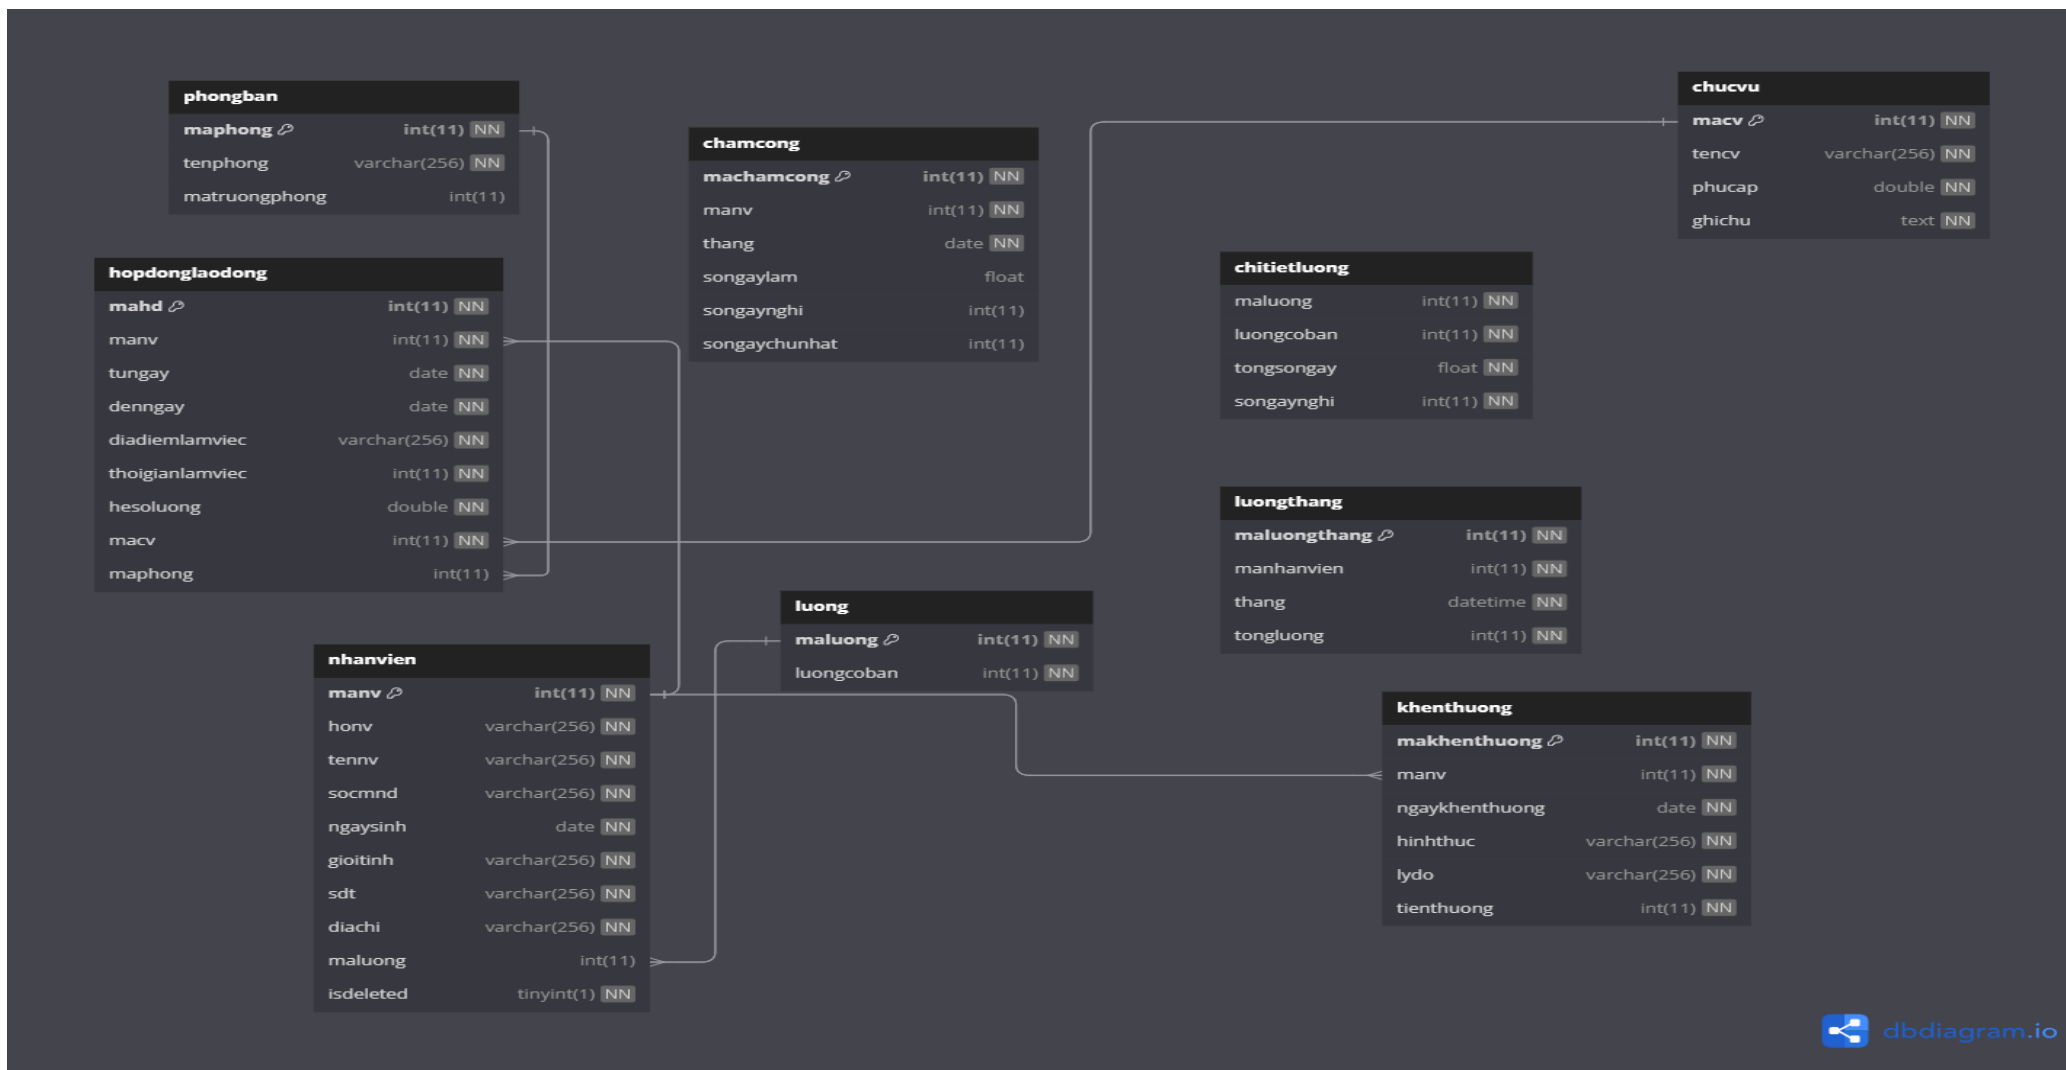 phongban
maphong int(11) NN
tenphong varchar(256) NN
matruongphong int(11)
hopdonglaodong
mahd int(11) NN
manv int(11) NN
tungay date NN
denngay date NN
diadiemlamviec varchar(256) NN
thoigianlamviec int(11) NN
hesoluong double NN
macv int(11) NN
maphong int(11)
nhanvien
manv int(11) NN
honv varchar(256) NN
tennv varchar(256) NN
socmnd varchar(256) NN
ngaysinh date NN
gioitinh varchar(256) NN
sdt varchar(256) NN
diachi varchar(256) NN
maluong int(11)
isdeleted tinyint(1) NN
chamcong
machamcong int(11) NN
manv int(11) NN
thang date NN
songaylam float
songaynghi int(11)
songaychunhat int(11)
luong
maluong int(11) NN
luongcoban int(11) NN
chucvu
macv int(11) NN
tencv varchar(256) NN
phucap double NN
ghichu text NN
chitietluong
maluong int(11) NN
luongcoban int(11) NN
tongsongay float NN
songaynghi int(11) NN
luongthang
maluongthang int(11) NN
manhanvien int(11) NN
thang datetime NN
tongluong int(11) NN
khenthuong
makhenthuong int(11) NN
manv int(11) NN
ngaykhenthuong date NN
hinhthuc varchar(256) NN
lydo varchar(256) NN
tienthuong int(11) NN
dbdiagram.io